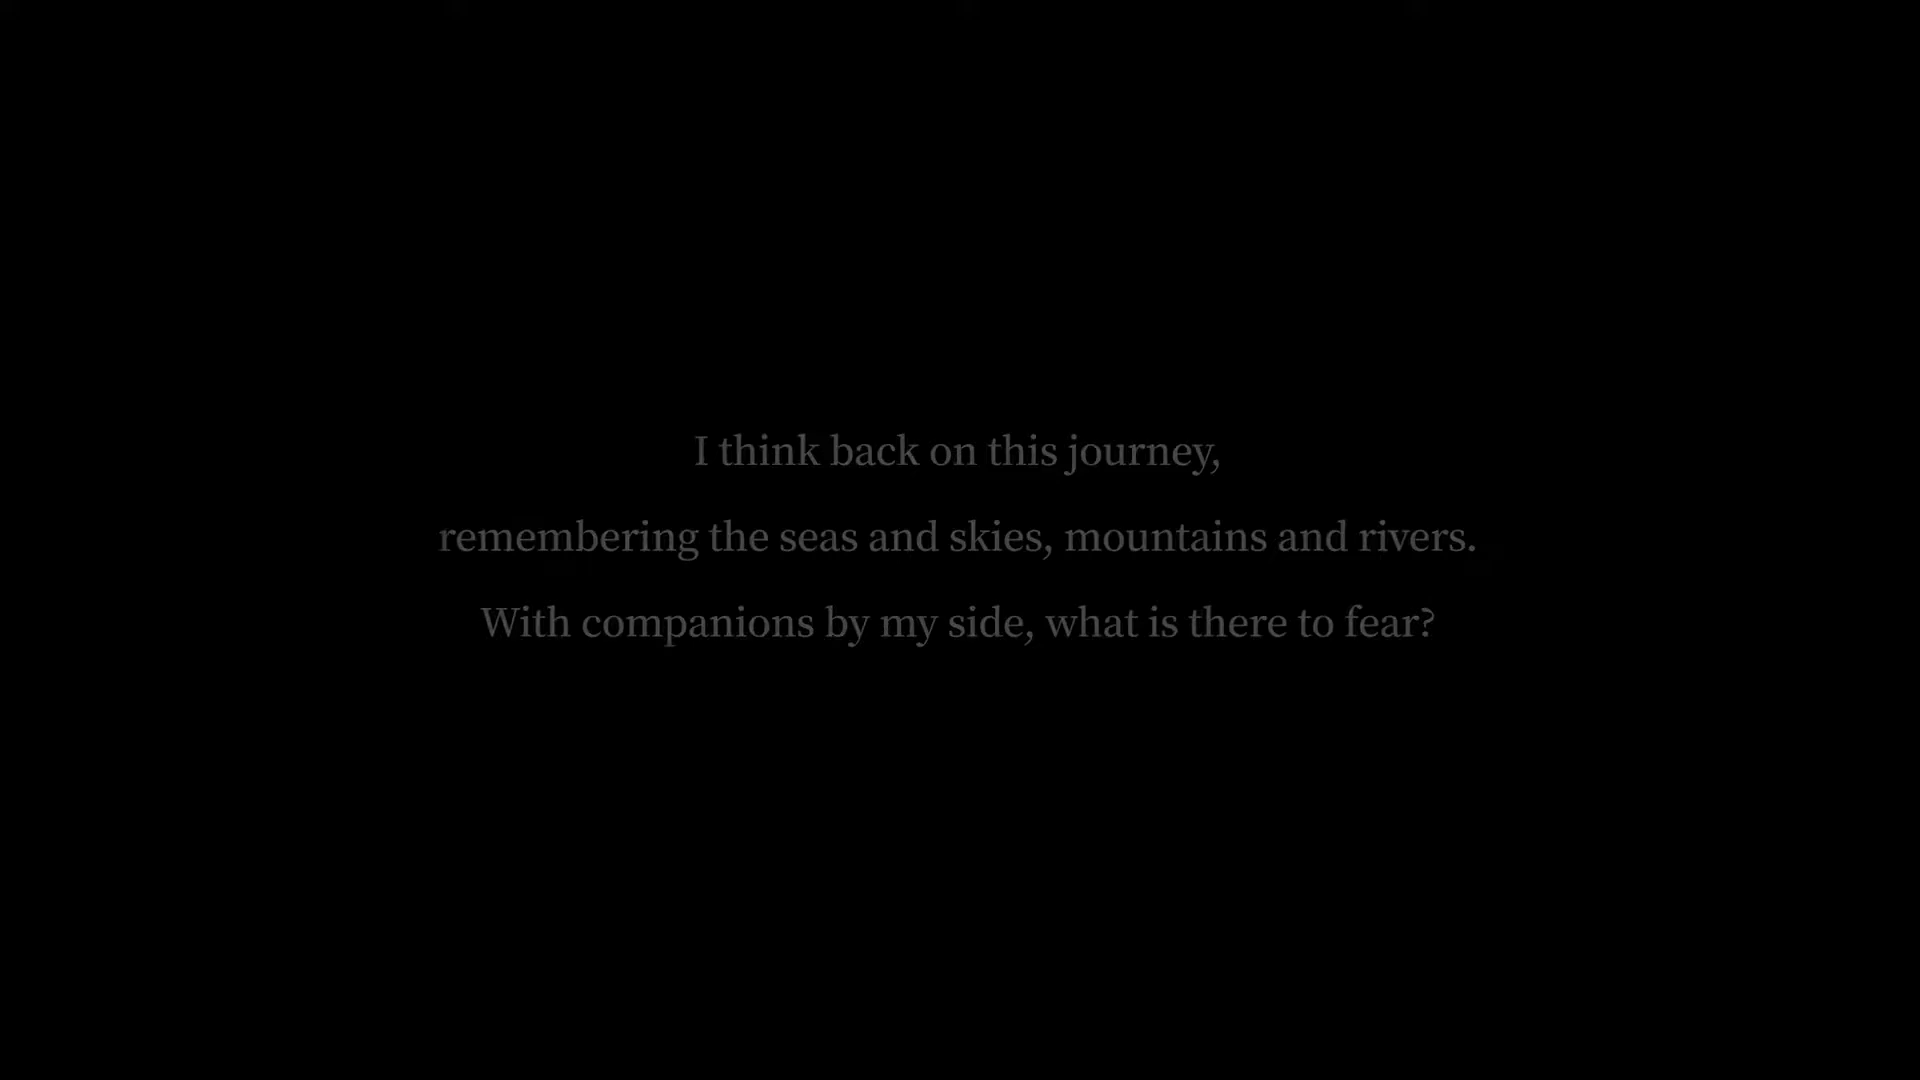 I think back on this journey,
remembering the seas and skies, mountains and rivers.
With companions by my side, what is there to fear?